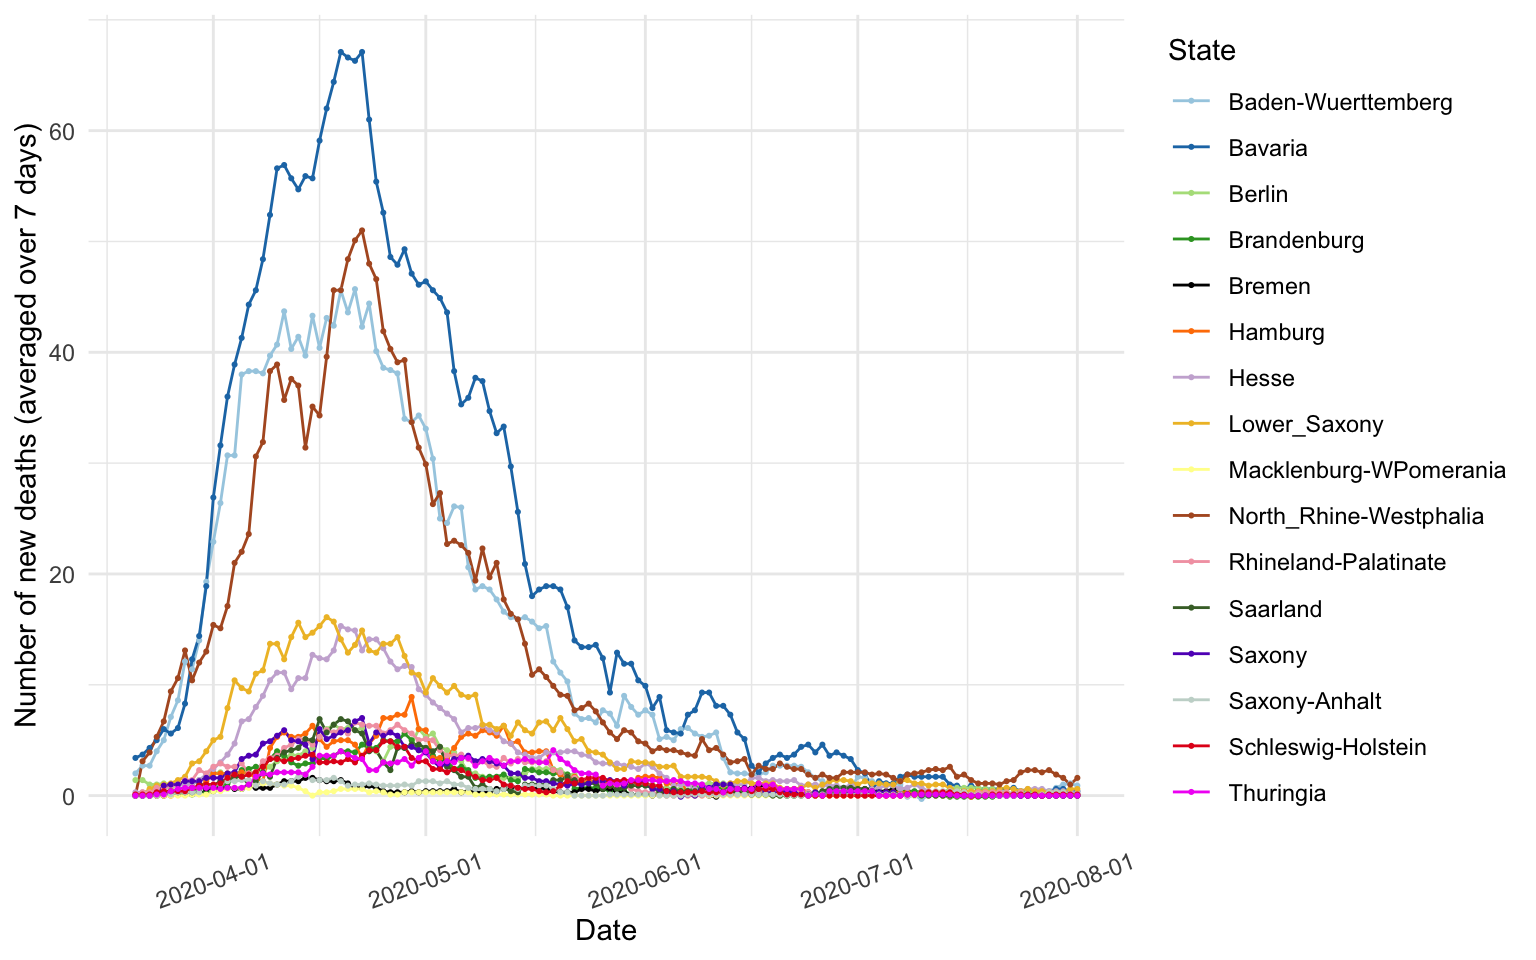 State
Baden-Wuerttemberg
Bavaria
Berlin
Brandenburg
Bremen
Hamburg
Hesse
Lower_Saxony
Macklenburg-WPomerania
North_Rhine-Westphalia
Rhineland-Palatinate
Saarland
Saxony
Saxony-Anhalt
Schleswig-Holstein
Thuringia
Number of new deaths (averaged over 7 days)
60
40
20
0
2020-04-01
2020-05-01
2020-06-01
2020-07-01
2020-08-01
Date